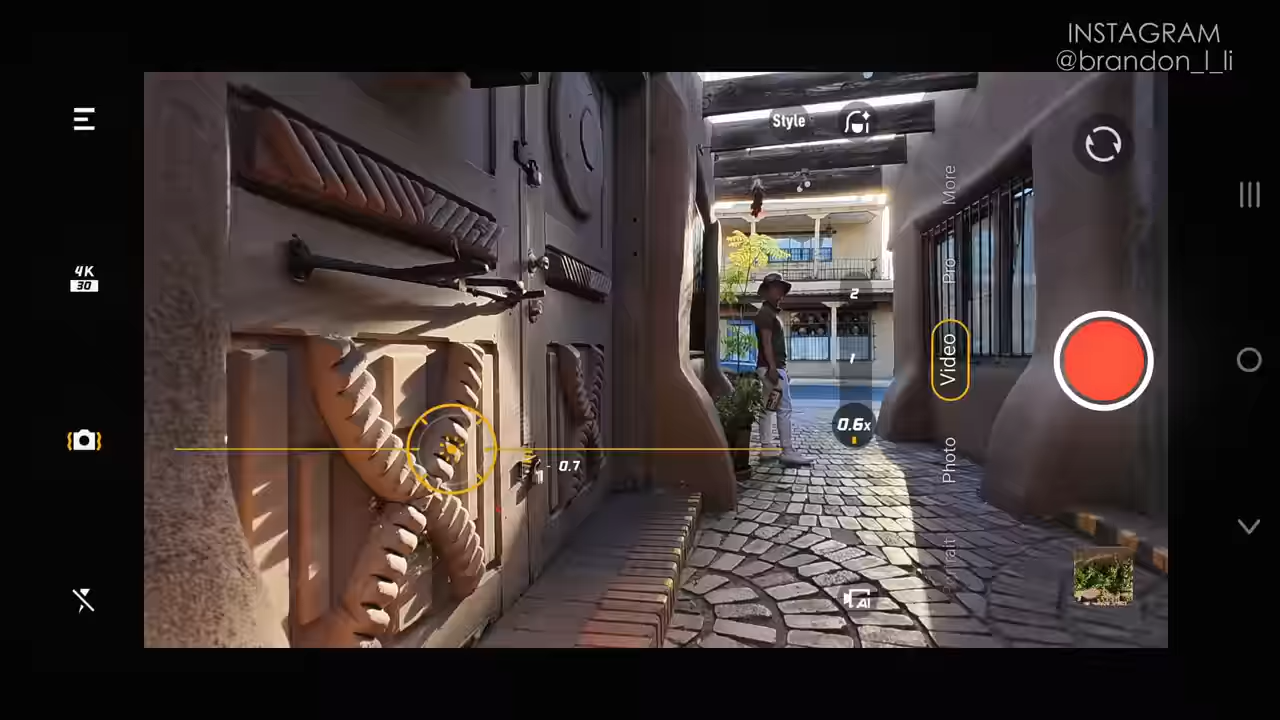 INSTAGRAM
@brandon_l_li
Style
4K
30
More
Pro
Video
Photo
Portrait
2
1
0.6x
- 0.7
AI